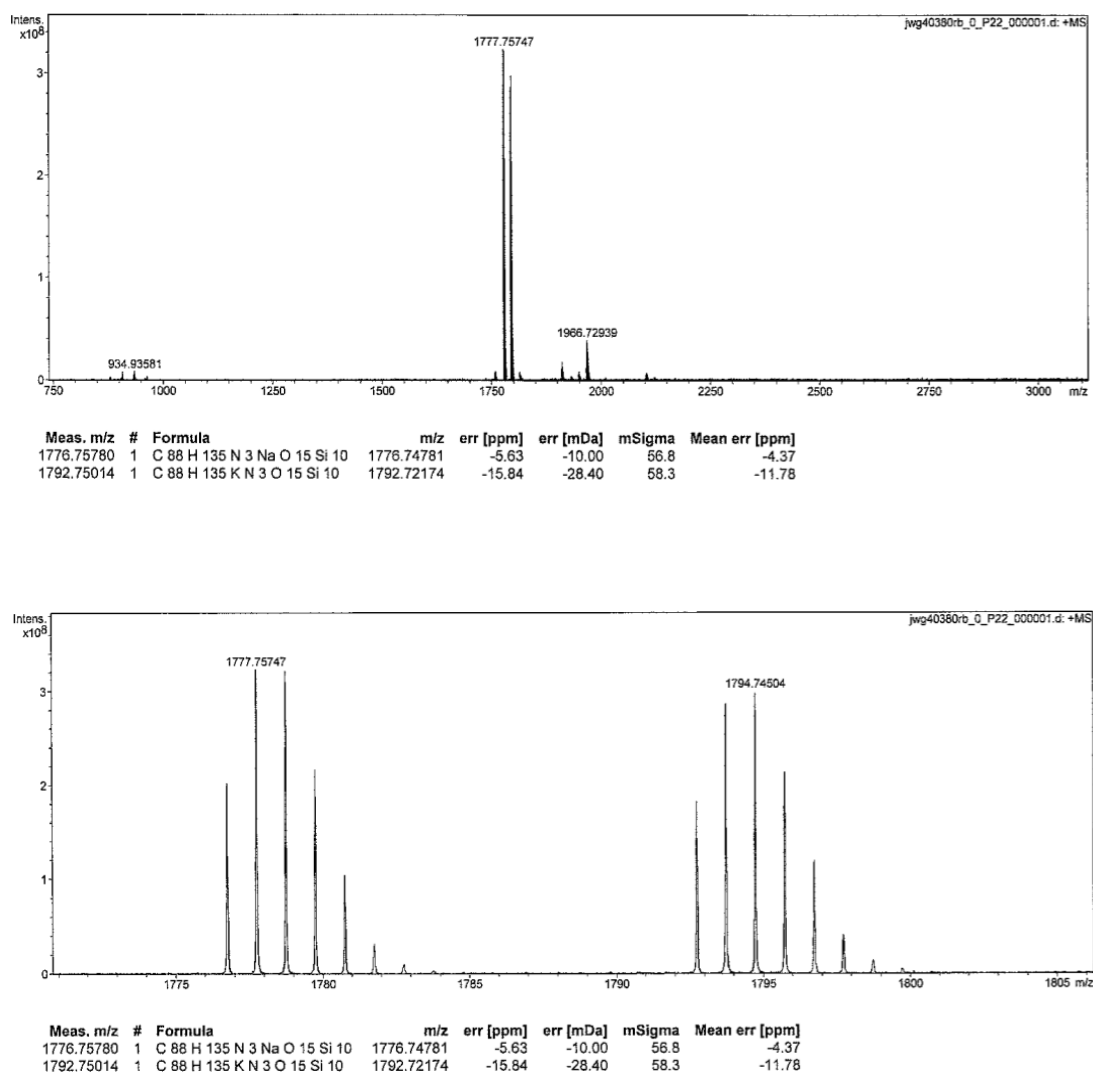 Intens.
x10⁸
jwg40380rb_0_P22_000001.d: +MS
1777.75747
3
2
1966.72939
1
934.93581
0
750 1000 1250 1500 1750 2000 2250 2500 2750 3000 m/z
Meas. m/z # Formula m/z err [ppm] err [mDa] mSigma Mean err [ppm]
1776.75780 1 C 88 H 135 N 3 Na O 15 Si 10 1776.74781 -5.63 -10.00 56.8 -4.37
1792.75014 1 C 88 H 135 K N 3 O 15 Si 10 1792.72174 -15.84 -28.40 58.3 -11.78
Intens.
x10⁸
jwg40380rb_0_P22_000001.d: +MS
1777.75747
1794.74504
3
2
1
0
1775 1780 1785 1790 1795 1800 1805 m/z
Meas. m/z # Formula m/z err [ppm] err [mDa] mSigma Mean err [ppm]
1776.75780 1 C 88 H 135 N 3 Na O 15 Si 10 1776.74781 -5.63 -10.00 56.8 -4.37
1792.75014 1 C 88 H 135 K N 3 O 15 Si 10 1792.72174 -15.84 -28.40 58.3 -11.78